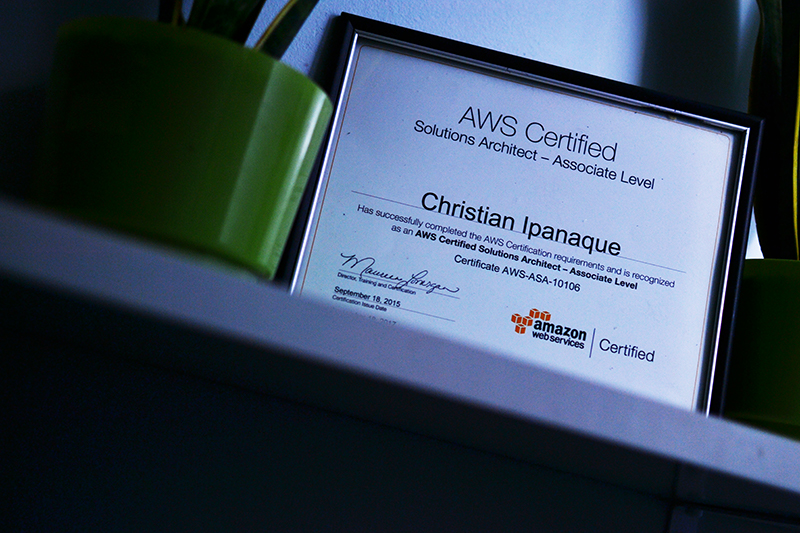 AWS Certified
Solutions Architect – Associate Level
Christian Ipanaque
Has successfully completed the AWS Certification requirements and is recognized
as an AWS Certified Solutions Architect – Associate Level
Certificate AWS-ASA-10106
Director, Training and Certification
September 18, 2015
Certification Issue Date
amazon
web services
Certified